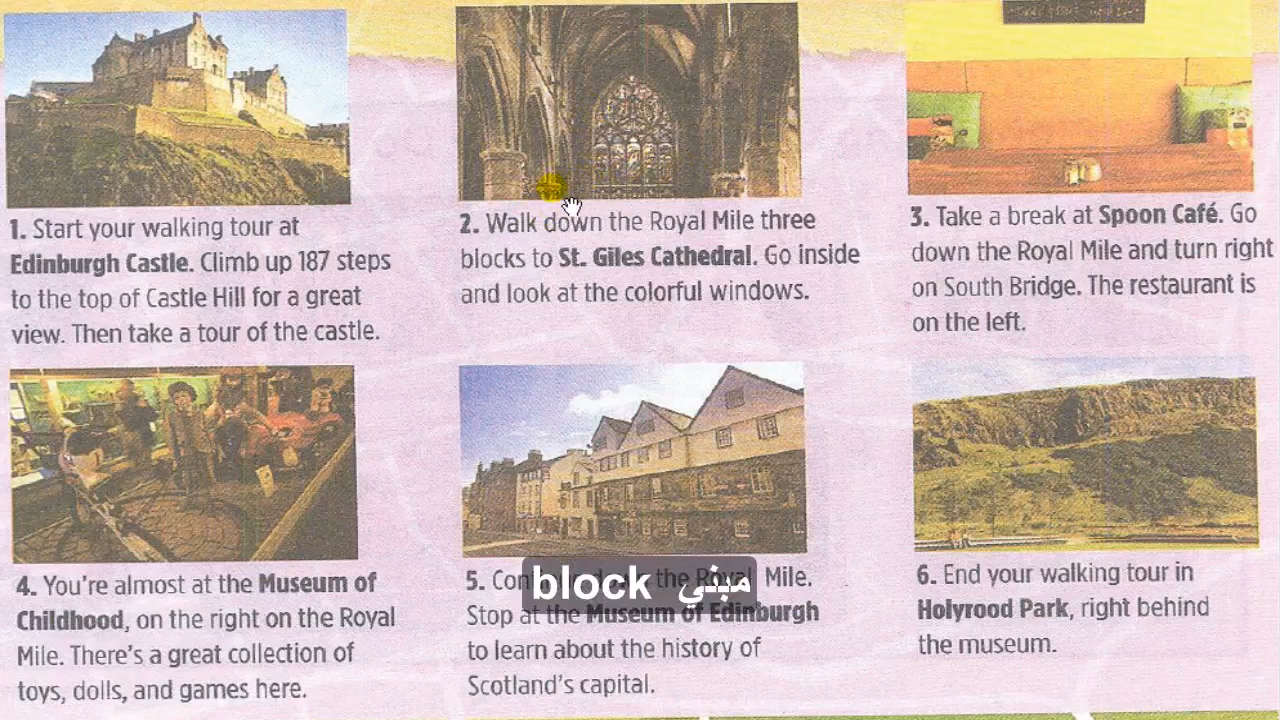 1. Start your walking tour at
Edinburgh Castle. Climb up 187 steps
to the top of Castle Hill for a great
view. Then take a tour of the castle.
2. Walk down the Royal Mile three
blocks to St. Giles Cathedral. Go inside
and look at the colorful windows.
3. Take a break at Spoon Café. Go
down the Royal Mile and turn right
on South Bridge. The restaurant is
on the left.
4. You're almost at the Museum of
Childhood, on the right on the Royal
Mile. There's a great collection of
toys, dolls, and games here.
5. the Royal Mile.
Stop at the Museum of Edinburgh
to learn about the history of
Scotland's capital.
block مبنى
6. End your walking tour in
Holyrood Park, right behind
the museum.